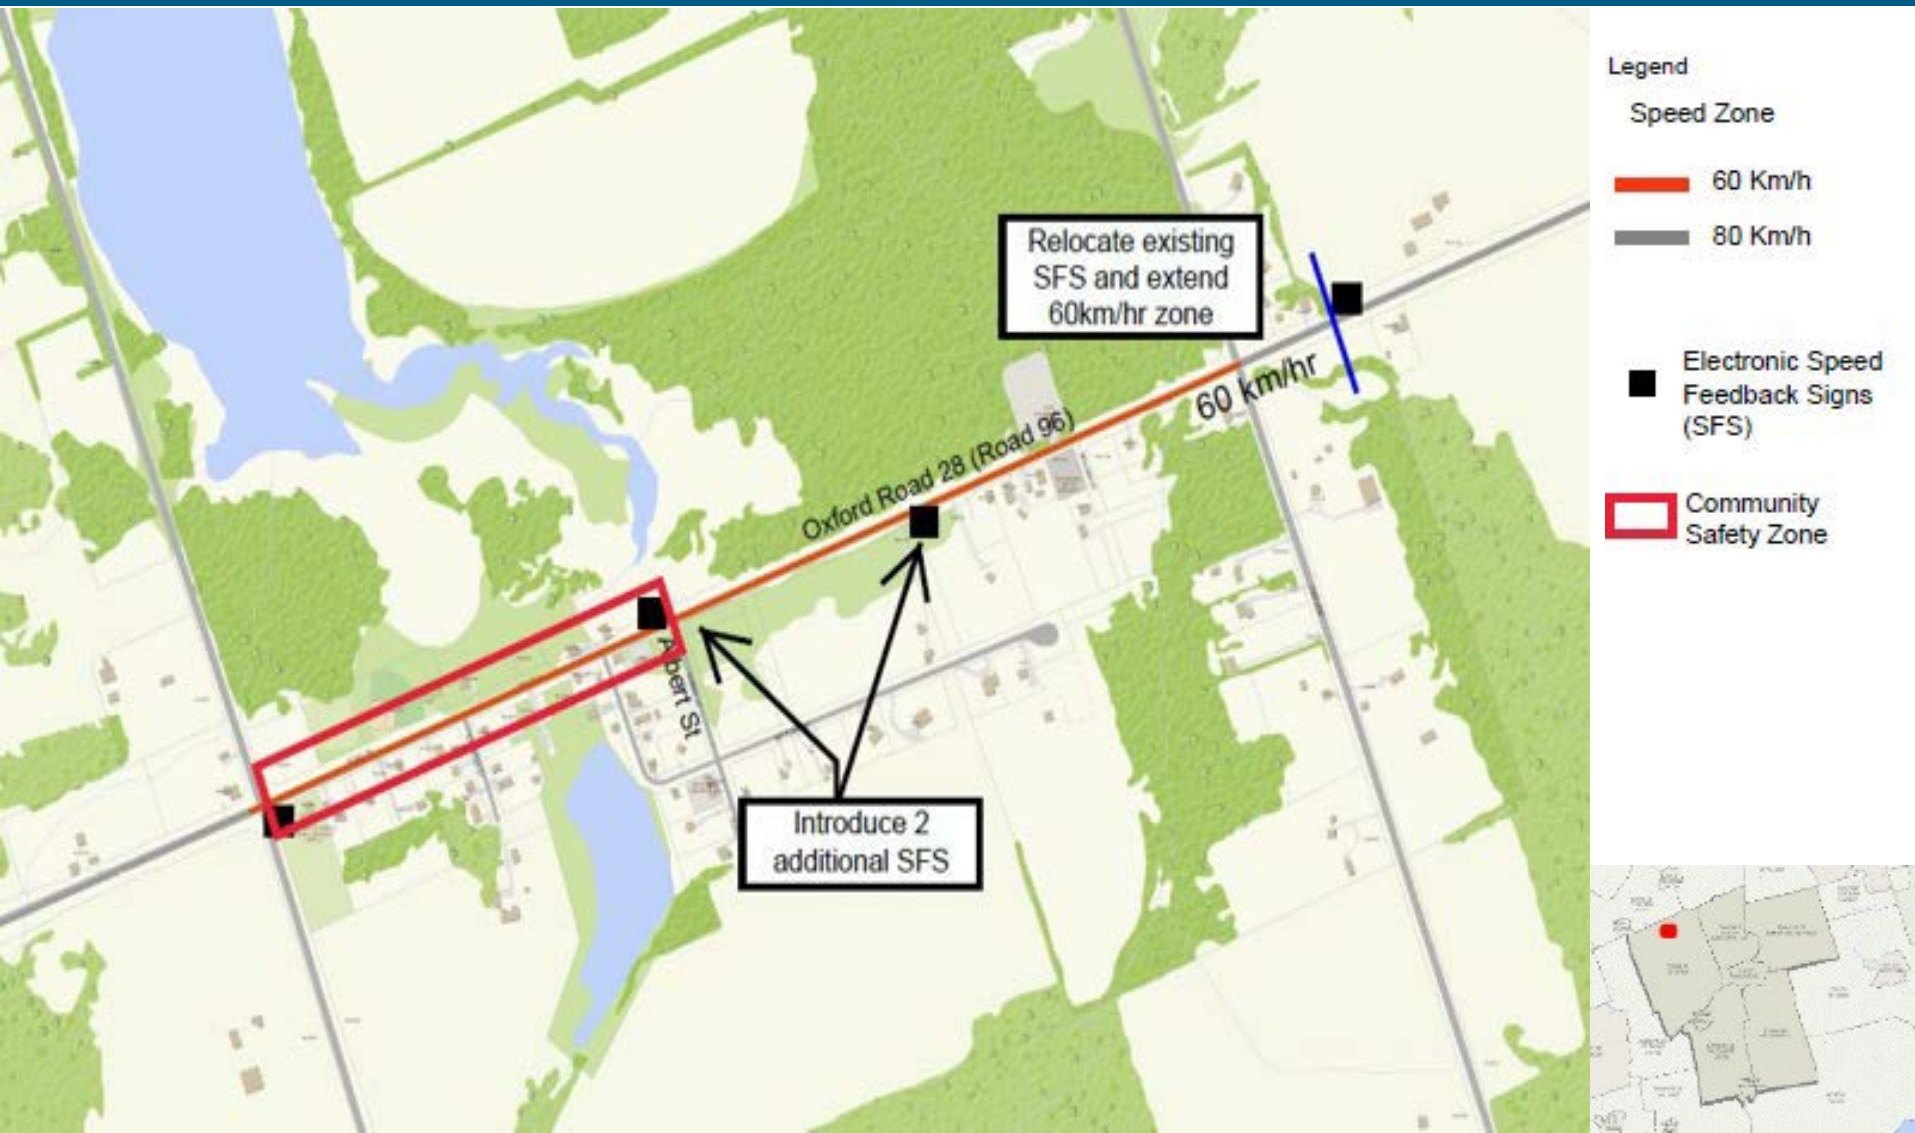 Relocate existing
SFS and extend
60km/hr zone
60 km/hr
Oxford Road 28 (Road 96)
Abert St.
Introduce 2
additional SFS
Legend
Speed Zone
60 Km/h
80 Km/h
Electronic Speed
Feedback Signs
(SFS)
Community
Safety Zone